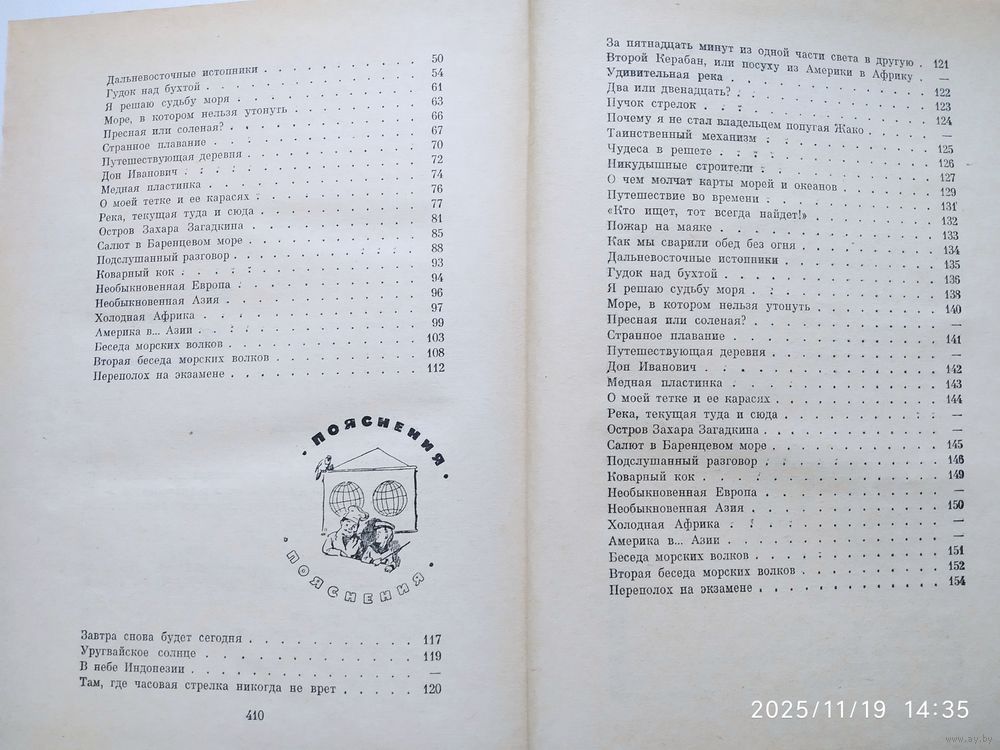 Дальневосточные истопники . . . . . . . . . . 50
Гудок над бухтой . . . . . . . . . . 54
Я решаю судьбу моря . . . . . . . . . . 61
Море, в котором нельзя утонуть . . . . . . . . . . 63
Пресная или соленая? . . . . . . . . . . 66
Странное плавание . . . . . . . . . . 67
Путешествующая деревня . . . . . . . . . . 70
Дон Иванович . . . . . . . . . . 72
Медная пластинка . . . . . . . . . . 74
О моей тетке и ее карасях . . . . . . . . . . 76
Река, текущая туда и сюда . . . . . . . . . . 77
Остров Захара Загадкина . . . . . . . . . . 81
Салют в Баренцевом море . . . . . . . . . . 85
Подслушанный разговор . . . . . . . . . . 88
Коварный кок . . . . . . . . . . 93
Необыкновенная Европа . . . . . . . . . . 94
Необыкновенная Азия . . . . . . . . . . 96
Холодная Африка . . . . . . . . . . 97
Америка в... Азии . . . . . . . . . . 99
Беседа морских волков . . . . . . . . . . 103
Вторая беседа морских волков . . . . . . . . . . 108
Переполох на экзамене . . . . . . . . . . 112
ПОЯСНЕНИЯ
ПОЯСНЕНИЯ
Завтра снова будет сегодня . . . . . . . . . . 117
Уругвайское солнце . . . . . . . . . . 119
В небе Индонезии . . . . . . . . . . —
Там, где часовая стрелка никогда не врет . . . . . 120
410
За пятнадцать минут из одной части света в другую . 121
Второй Керабан, или посуху из Америки в Африку . —
Удивительная река . . . . . . . . . . 122
Два или двенадцать? . . . . . . . . . . 123
Пучок стрелок . . . . . . . . . . 124
Почему я не стал владельцем попугая Жако . . . . . —
Таинственный механизм . . . . . . . . . . 125
Чудеса в решете . . . . . . . . . . 126
Никудышные строители . . . . . . . . . . 127
О чем молчат карты морей и океанов . . . . . . 129
Путешествие во времени . . . . . . . . . . 131
«Кто ищет, тот всегда найдет!» . . . . . . . . 132
Пожар на маяке . . . . . . . . . . 133
Как мы сварили обед без огня . . . . . . . . 134
Дальневосточные истопники . . . . . . . . . . 135
Гудок над бухтой . . . . . . . . . . 136
Я решаю судьбу моря . . . . . . . . . . 138
Море, в котором нельзя утонуть . . . . . . . . 140
Пресная или соленая? . . . . . . . . . . —
Странное плавание . . . . . . . . . . 141
Путешествующая деревня . . . . . . . . . . —
Дон Иванович . . . . . . . . . . 142
Медная пластинка . . . . . . . . . . 143
О моей тетке и ее карасях . . . . . . . . . . 144
Река, текущая туда и сюда . . . . . . . . . . —
Остров Захара Загадкина . . . . . . . . . . —
Салют в Баренцевом море . . . . . . . . . . 145
Подслушанный разговор . . . . . . . . . . 146
Коварный кок . . . . . . . . . . 149
Необыкновенная Европа . . . . . . . . . . —
Необыкновенная Азия . . . . . . . . . . 150
Холодная Африка . . . . . . . . . . —
Америка в... Азии . . . . . . . . . . —
Беседа морских волков . . . . . . . . . . 151
Вторая беседа морских волков . . . . . . . . . 152
Переполох на экзамене . . . . . . . . . . 154
2025/11/19 14:35
www.ay.by